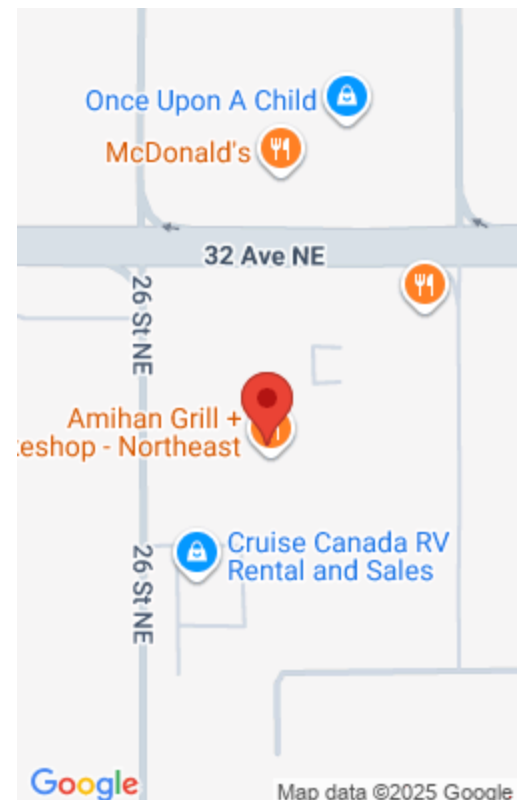 Once Upon A Child
McDonald's
32 Ave NE
26 St NE
Amihan Grill +
eshop - Northeast
Cruise Canada RV
Rental and Sales
26 St NE
Google
Map data ©2025 Google